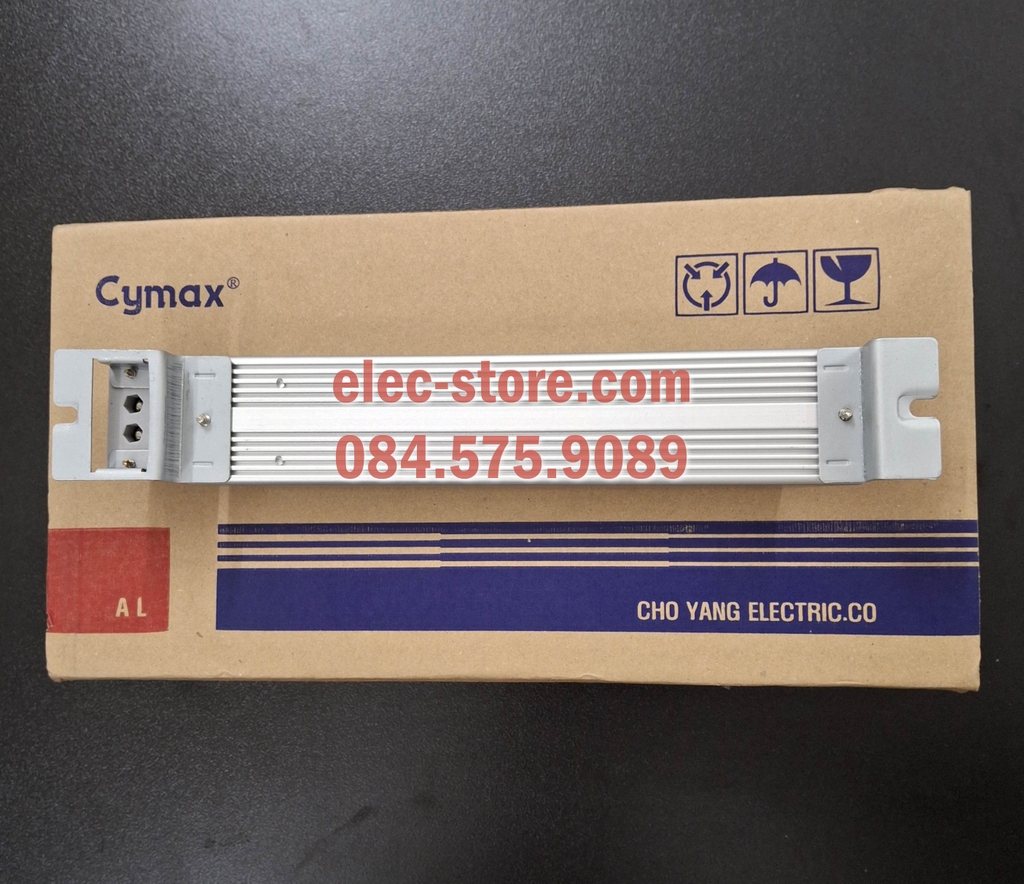 Cymax®
elec-store.com
084.575.9089
AL
CHO YANG ELECTRIC.CO